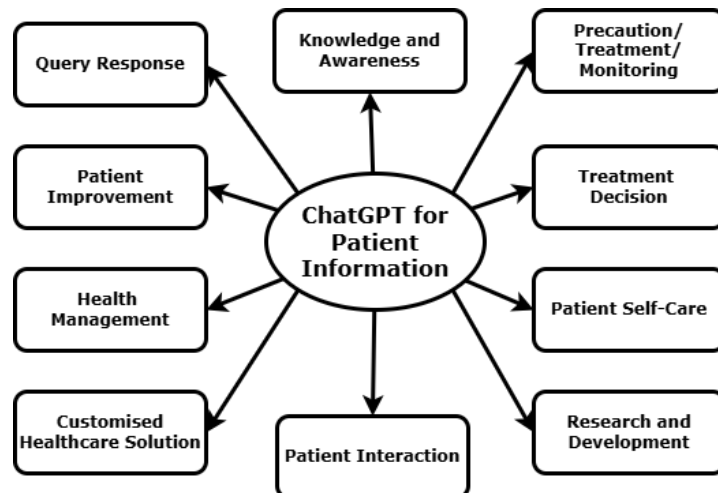 Query Response
Knowledge and
Awareness
Precaution/
Treatment/
Monitoring
Patient
Improvement
ChatGPT for
Patient
Information
Treatment
Decision
Health
Management
Patient Self-Care
Customised
Healthcare Solution
Patient Interaction
Research and
Development